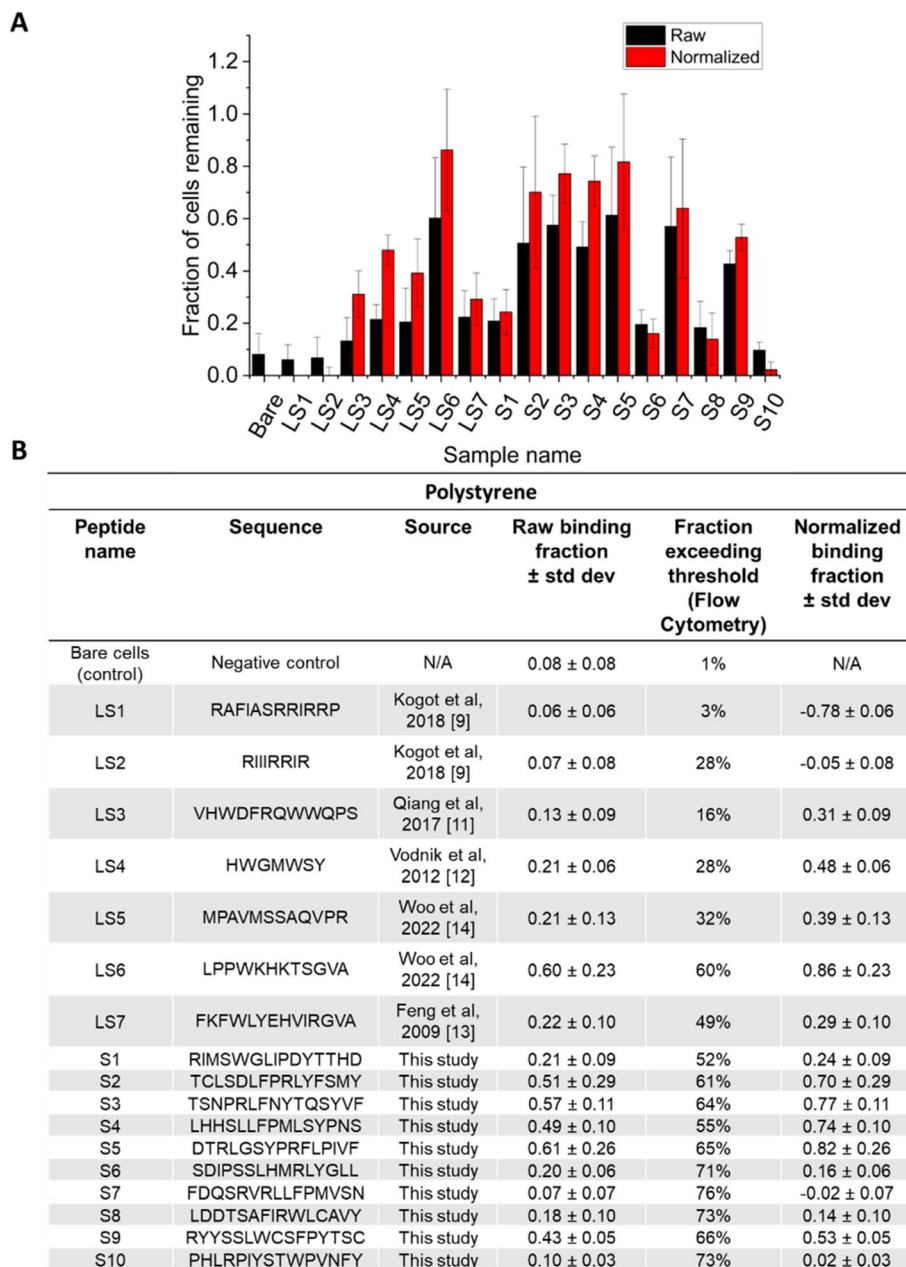 A
Raw
Normalized
1.2
1.0
0.8
0.6
0.4
0.2
0.0
Fraction of cells remaining
Bare
LS1
LS2
LS3
LS4
LS5
LS6
LS7
S1
S2
S3
S4
S5
S6
S7
S8
S9
S10
Sample name
B
Polystyrene
Peptide name Sequence Source Raw binding fraction ± std dev Fraction exceeding threshold (Flow Cytometry) Normalized binding fraction ± std dev
Bare cells (control) Negative control N/A 0.08 ± 0.08 1% N/A
LS1 RAFIASRRIRRP Kogot et al, 2018 [9] 0.06 ± 0.06 3% -0.78 ± 0.06
LS2 RIIIRRIR Kogot et al, 2018 [9] 0.07 ± 0.08 28% -0.05 ± 0.08
LS3 VHWDFRQWWQPS Qiang et al, 2017 [11] 0.13 ± 0.09 16% 0.31 ± 0.09
LS4 HWGMWSY Vodnik et al, 2012 [12] 0.21 ± 0.06 28% 0.48 ± 0.06
LS5 MPAVMSSAQVPR Woo et al, 2022 [14] 0.21 ± 0.13 32% 0.39 ± 0.13
LS6 LPPWKHKTSGVA Woo et al, 2022 [14] 0.60 ± 0.23 60% 0.86 ± 0.23
LS7 FKFWLYEHVIRGVA Feng et al, 2009 [13] 0.22 ± 0.10 49% 0.29 ± 0.10
S1 RIMSWGLIPDYTTHD This study 0.21 ± 0.09 52% 0.24 ± 0.09
S2 TCLSDLFPRLYFSMY This study 0.51 ± 0.29 61% 0.70 ± 0.29
S3 TSNPRLFNYTQSYVF This study 0.57 ± 0.11 64% 0.77 ± 0.11
S4 LHHSLLFPMLSYPNS This study 0.49 ± 0.10 55% 0.74 ± 0.10
S5 DTRLGSYPRFLPIVF This study 0.61 ± 0.26 65% 0.82 ± 0.26
S6 SDIPSSLHMRLYGLL This study 0.20 ± 0.06 71% 0.16 ± 0.06
S7 FDQSRVRLLFPMVSN This study 0.07 ± 0.07 76% -0.02 ± 0.07
S8 LDDTSAFIRWLCAVY This study 0.18 ± 0.10 73% 0.14 ± 0.10
S9 RYYSSLWCSFPYTSC This study 0.43 ± 0.05 66% 0.53 ± 0.05
S10 PHLRPIYSTWPVNFY This study 0.10 ± 0.03 73% 0.02 ± 0.03